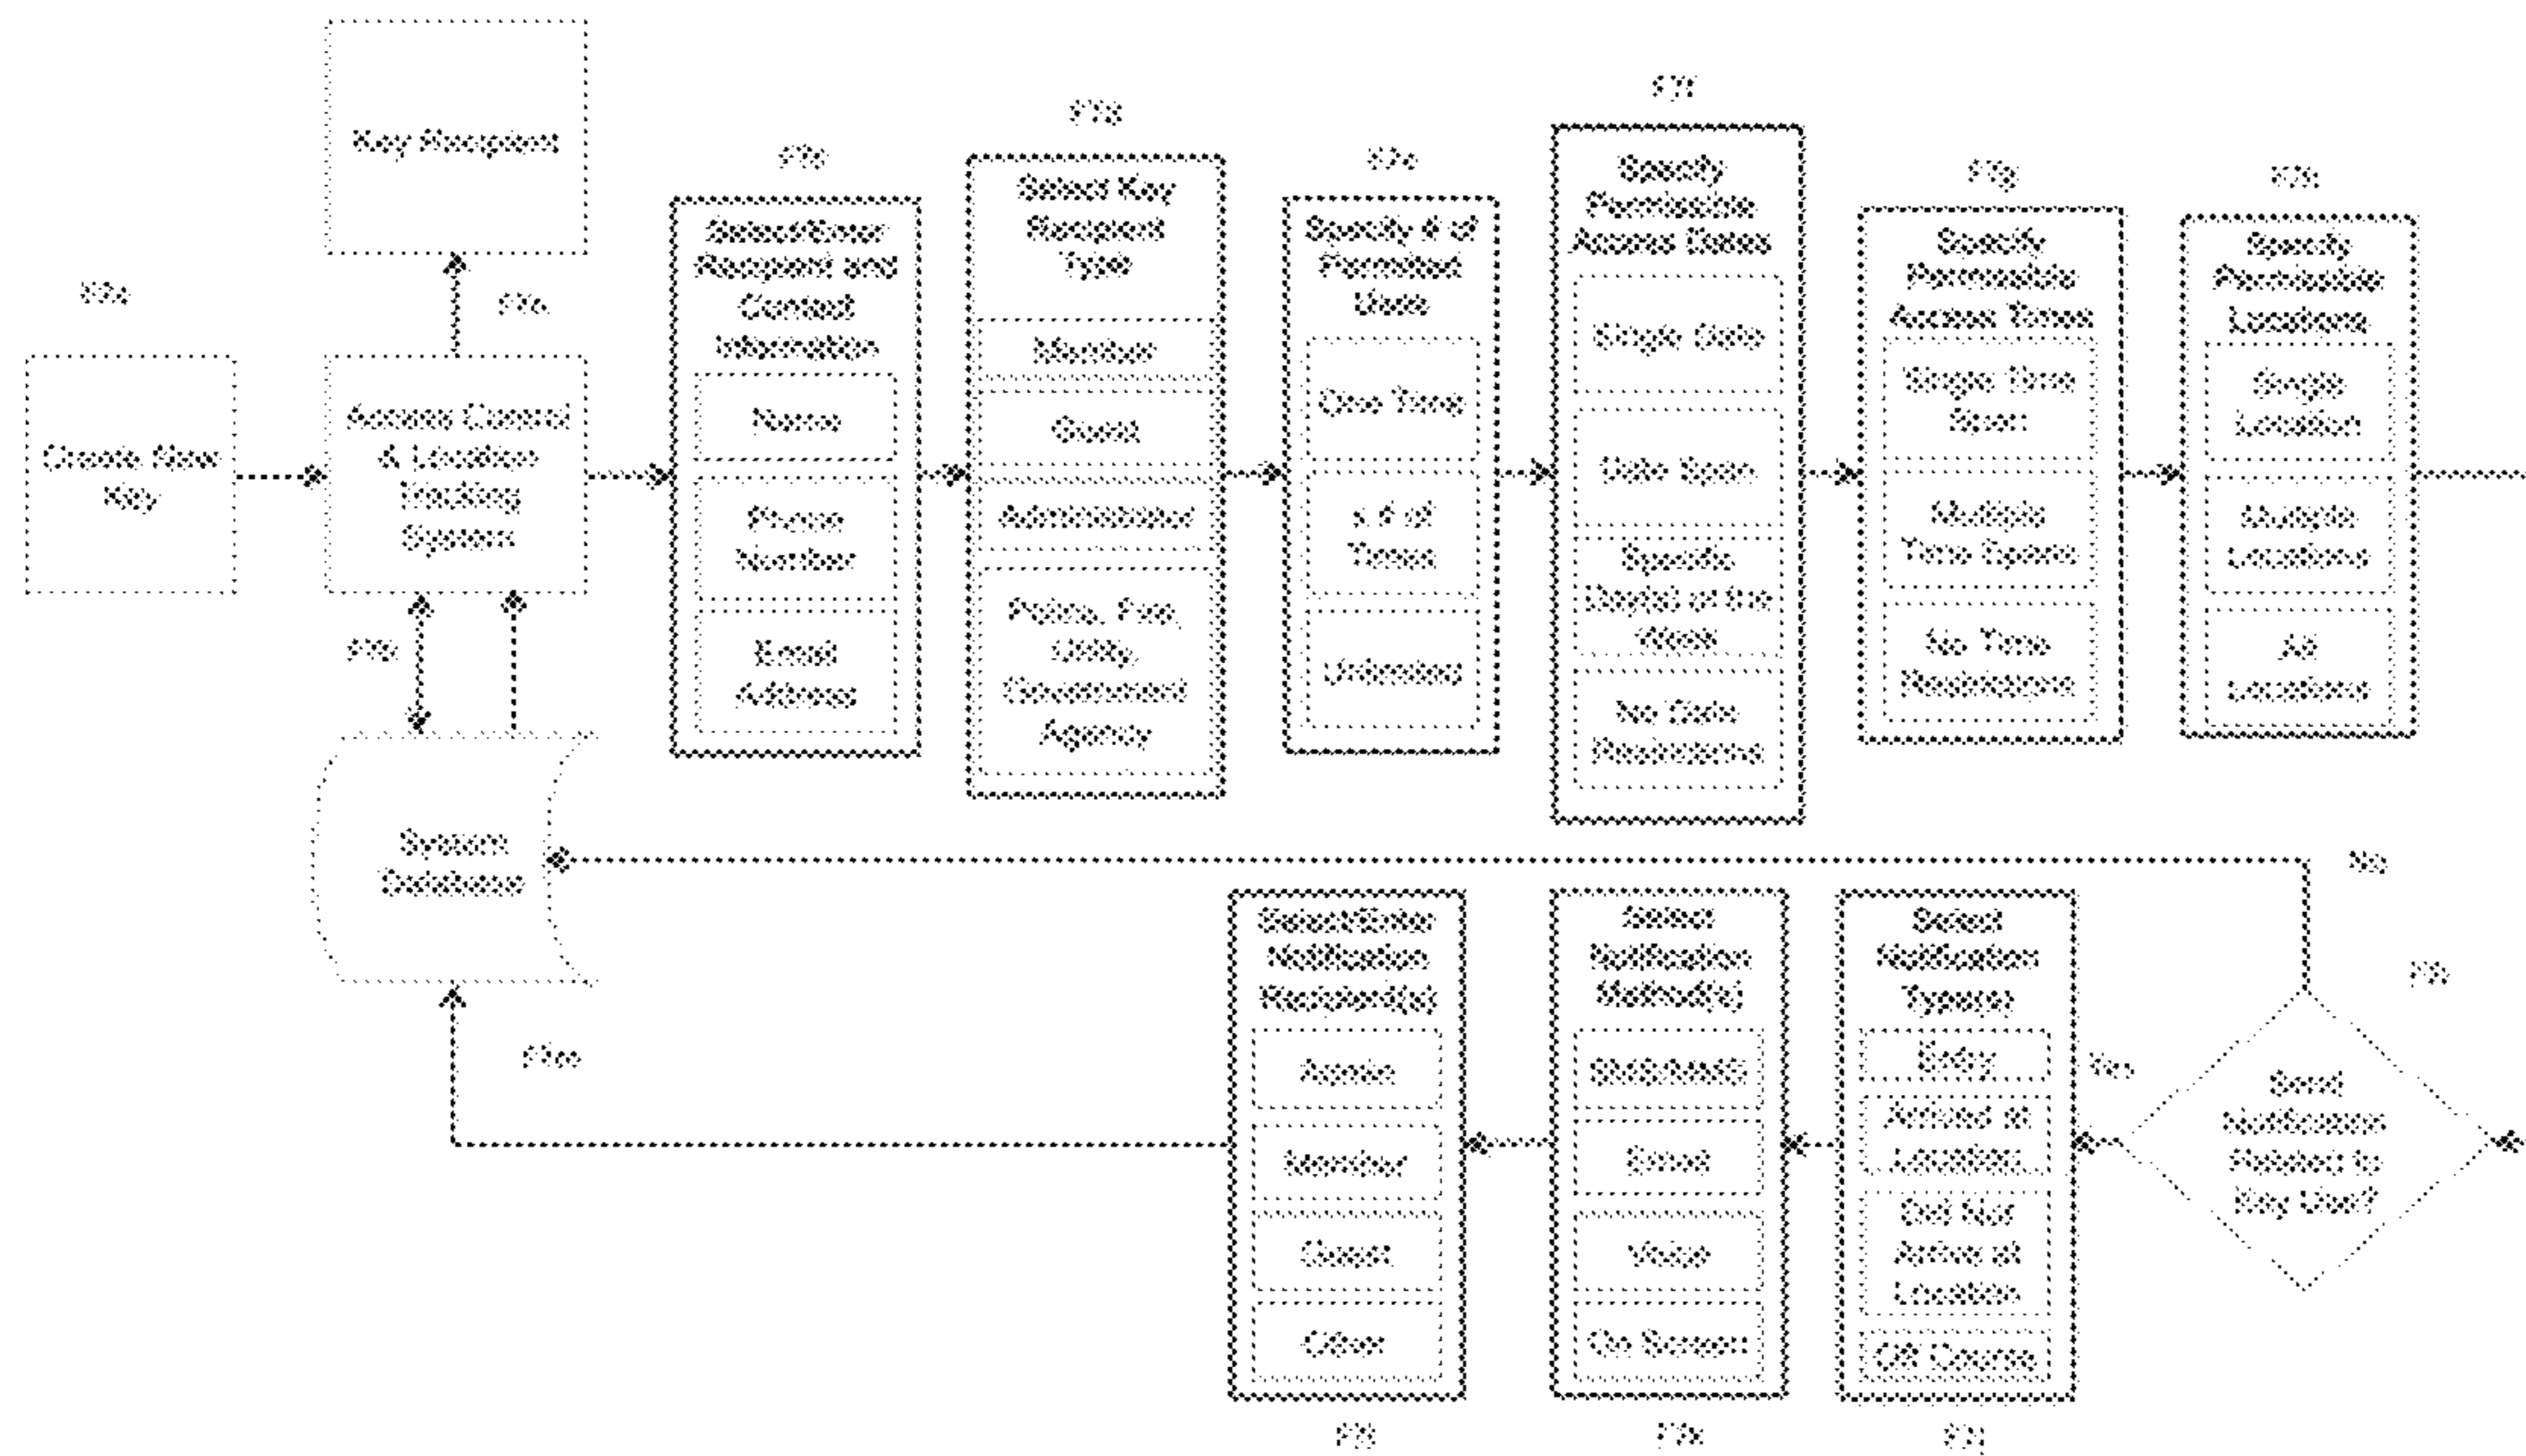 Key Recipient
Create New
Key
Access Control
& Location
Tracking
System
System
Database
Select/Enter
Recipient and
Contact
Information
Name
Phone
Number
Email
Address
Select Key
Recipient
Type
Member
Guest
Administrator
Police, Fire,
Utility,
Government
Agency
Specify # of
Permitted
Uses
One Time
x # of
Times
Unlimited
Specify
Permissible
Access Dates
Single Date
Date Span
Specific
Day(s) of the
Week
No Date
Restrictions
Specify
Permissible
Access Times
Single Time
Span
Multiple
Time Spans
No Time
Restrictions
Specify
Permissible
Locations
Single
Location
Multiple
Locations
All
Locations
No
Send
Notifications
Related to
Key Use?
Yes
Select
Notification
Type(s)
Entry
Arrived at
Location
Did Not
Arrive at
Location
Off Course
Select
Notification
Method(s)
SMS/MMS
Email
Voice
On Screen
Select/Enter
Notification
Recipient(s)
Admin
Member
Guest
Other